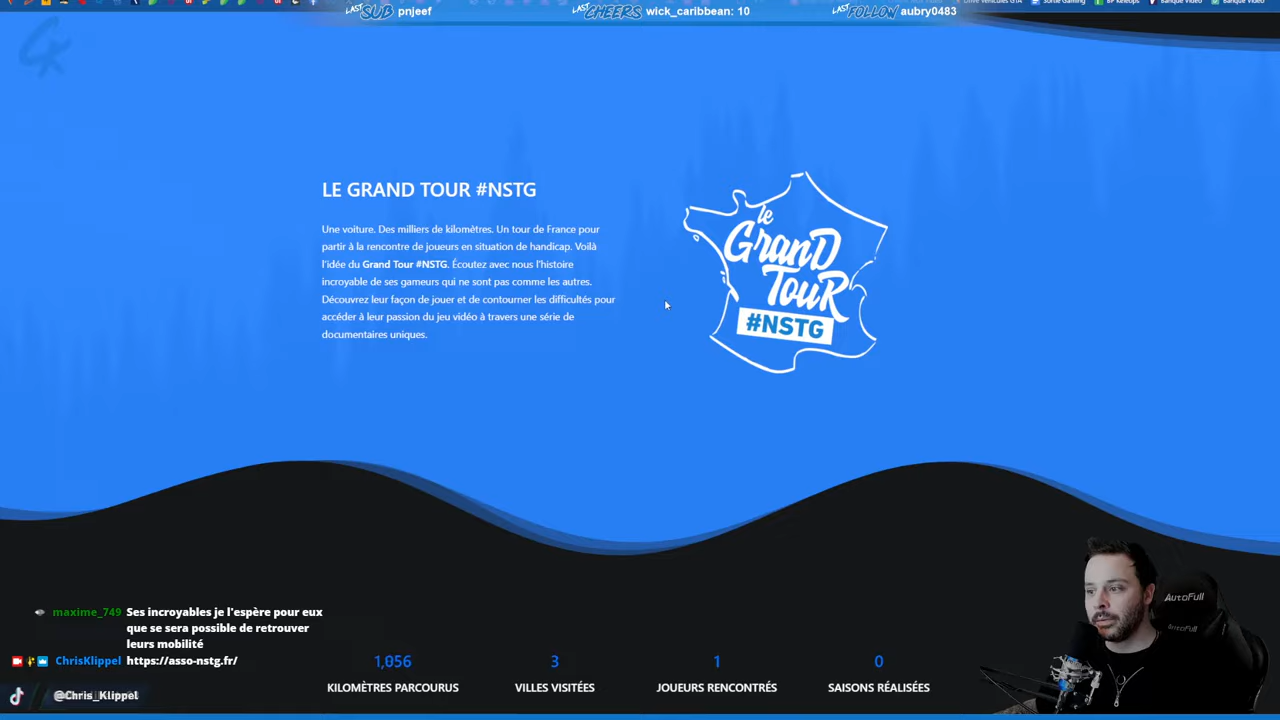 LAST SUB pnjeef
LAST CHEERS wick_caribbean: 10
LAST FOLLOW aubry0483
LE GRAND TOUR #NSTG
Une voiture. Des milliers de kilomètres. Un tour de France pour
partir à la rencontre de joueurs en situation de handicap. Voilà
l'idée du Grand Tour #NSTG. Écoutez avec nous l'histoire
incroyable de ses gameurs qui ne sont pas comme les autres.
Découvrez leur façon de jouer et de contourner les difficultés pour
accéder à leur passion du jeu vidéo à travers une série de
documentaires uniques.
le
GranD
TouR
#NSTG
maxime_749 Ses incroyables je l'espère pour eux
que se sera possible de retrouver
leurs mobilité
ChrisKlippel https://asso-nstg.fr/
@Chris_Klippel
1,056
KILOMÈTRES PARCOURUS
3
VILLES VISITÉES
1
JOUEURS RENCONTRÉS
0
SAISONS RÉALISÉES
AUTOFULL